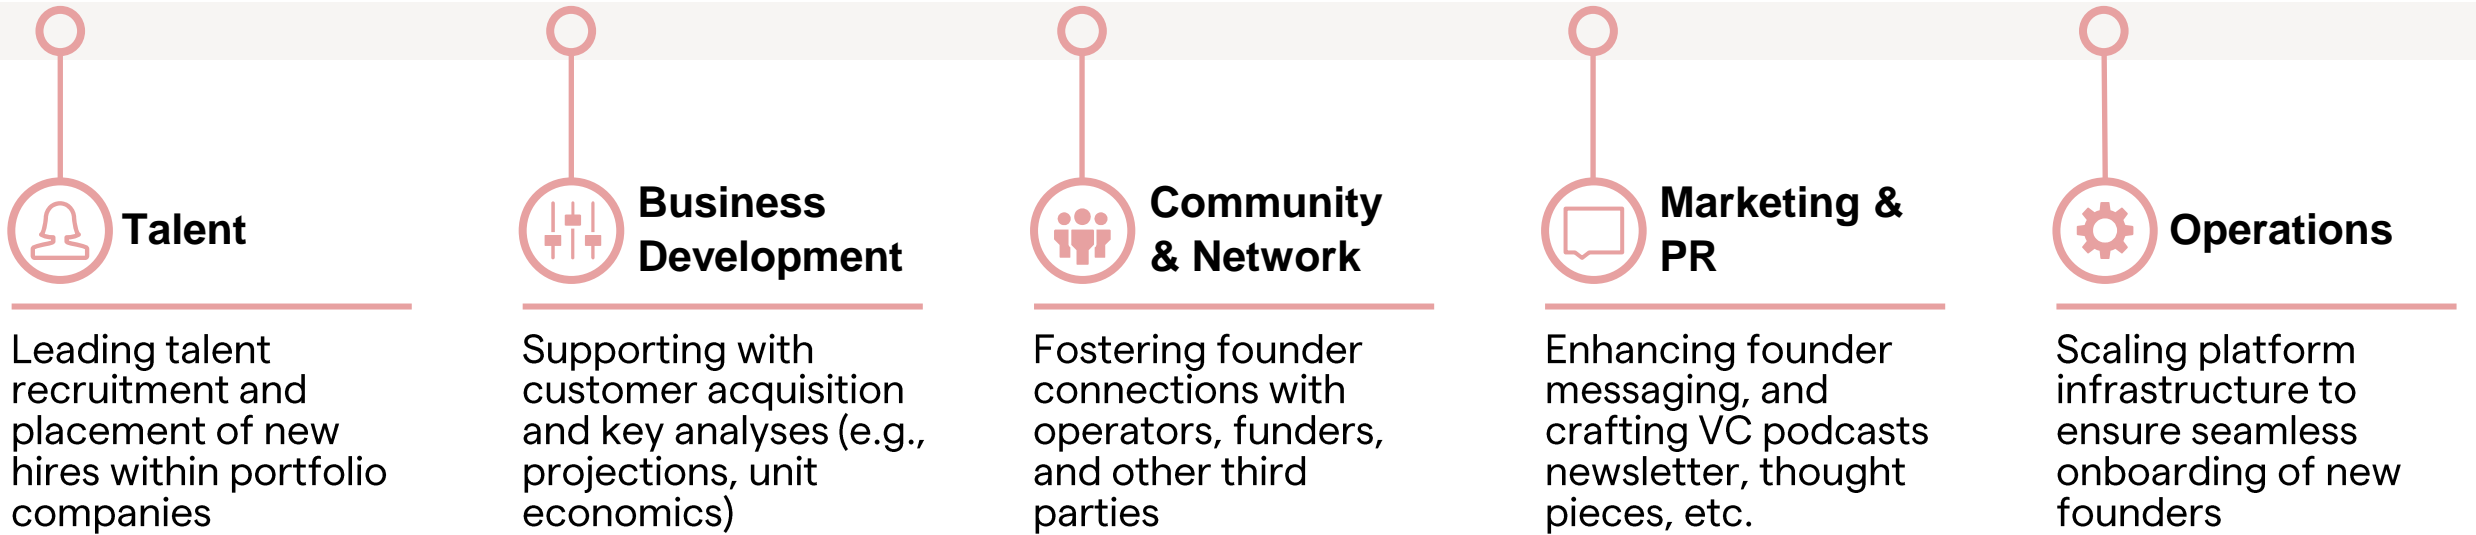 Talent
Leading talent
recruitment and
placement of new
hires within portfolio
companies
Business
Development
Supporting with
customer acquisition
and key analyses (e.g.,
projections, unit
economics)
Community
& Network
Fostering founder
connections with
operators, funders,
and other third
parties
Marketing &
PR
Enhancing founder
messaging, and
crafting VC podcasts
newsletter, thought
pieces, etc.
Operations
Scaling platform
infrastructure to
ensure seamless
onboarding of new
founders